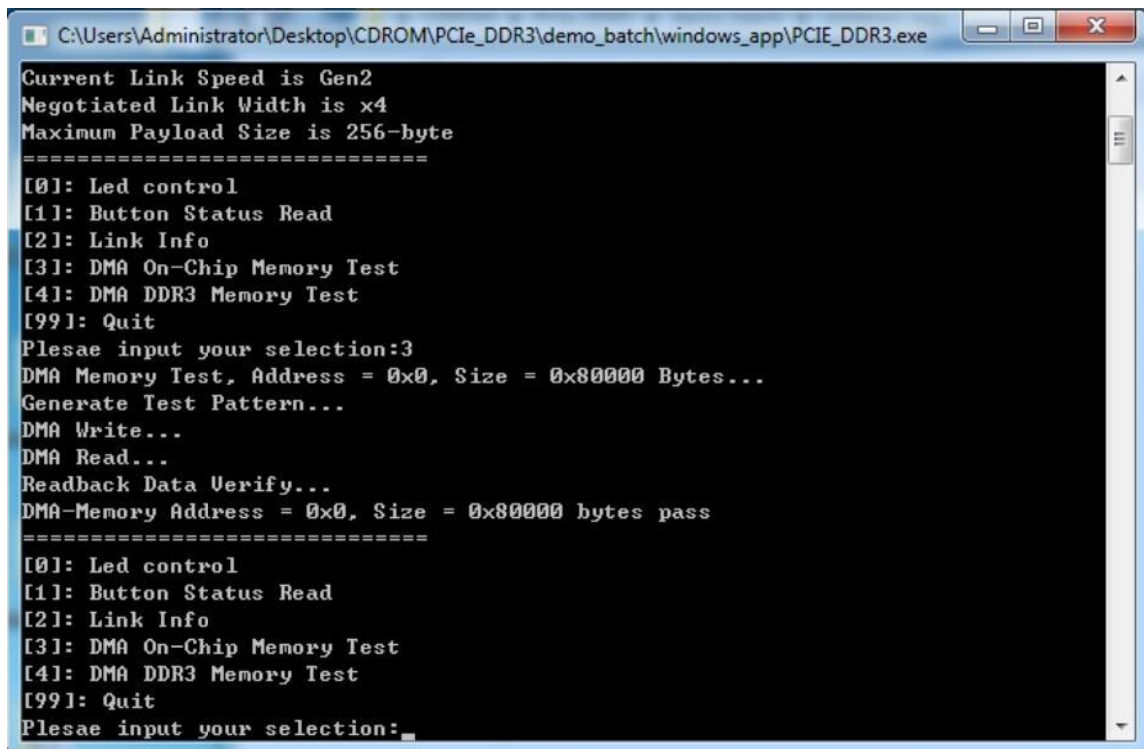 C:\Users\Administrator\Desktop\CDROM\PCIe_DDR3\demo_batch\windows_app\PCIE_DDR3.exe
Current Link Speed is Gen2
Negotiated Link Width is x4
Maximum Payload Size is 256-byte
==============================
[0]: Led control
[1]: Button Status Read
[2]: Link Info
[3]: DMA On-Chip Memory Test
[4]: DMA DDR3 Memory Test
[99]: Quit
Plesae input your selection:3
DMA Memory Test, Address = 0x0, Size = 0x80000 Bytes...
Generate Test Pattern...
DMA Write...
DMA Read...
Readback Data Verify...
DMA-Memory Address = 0x0, Size = 0x80000 bytes pass
==============================
[0]: Led control
[1]: Button Status Read
[2]: Link Info
[3]: DMA On-Chip Memory Test
[4]: DMA DDR3 Memory Test
[99]: Quit
Plesae input your selection:_